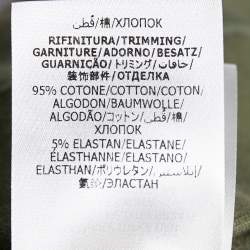 /棉/قطن/ХЛОПОК
RIFINITURA/TRIMMING/
GARNITURE/ADORNO/BESATZ/
GUARNIÇÃO/トリミング/حافات/
装饰部件/ОТДЕЛКА
95% COTONE/COTTON/COTON/
ALGODON/BAUMWOLLE/
ALGODÃO/コットン/قطن/棉/
ХЛОПОК
5% ELASTAN/ELASTANE/
ÉLASTHANNE/ELASTANO/
ELASTHAN/ポリウレタン/إيلاستين/
氨纶/ЭЛАСТАН